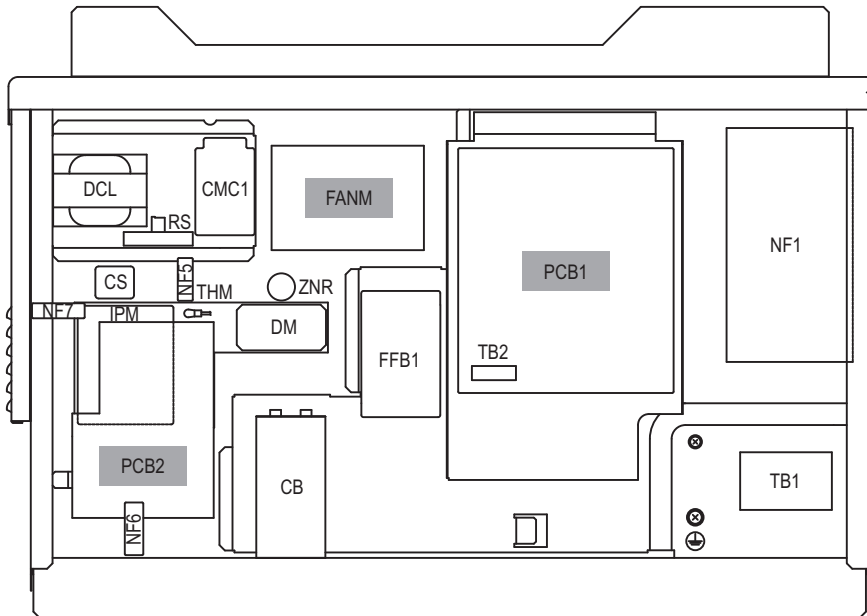 DCL
CMC1
FANM
RS
PCB1
NF1
CS
NF5
THM
ZNR
NF7
IPM
DM
FFB1
TB2
PCB2
CB
TB1
NF6